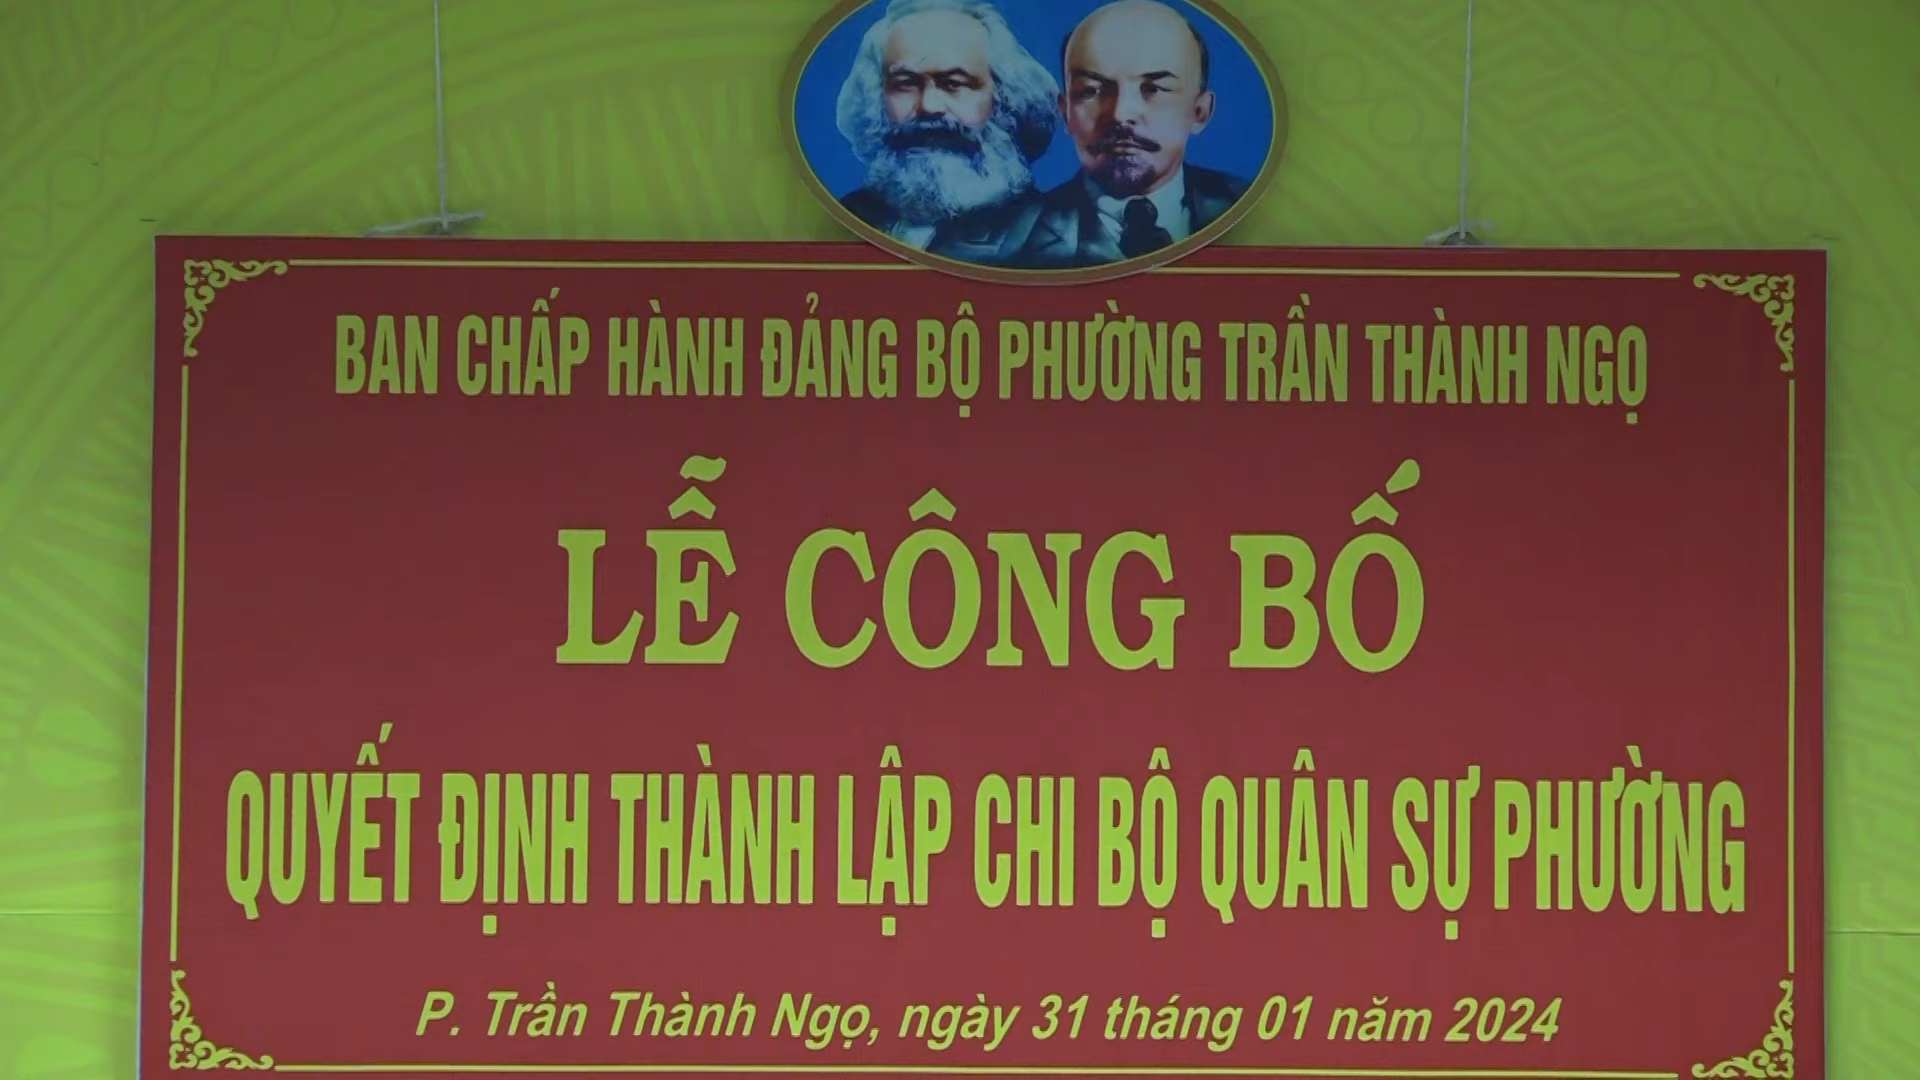 BAN CHẤP HÀNH ĐẢNG BỘ PHƯỜNG TRẦN THÀNH NGỌ
LỄ CÔNG BỐ
QUYẾT ĐỊNH THÀNH LẬP CHI BỘ QUÂN SỰ PHƯỜNG
P. Trần Thành Ngọ, ngày 31 tháng 01 năm 2024